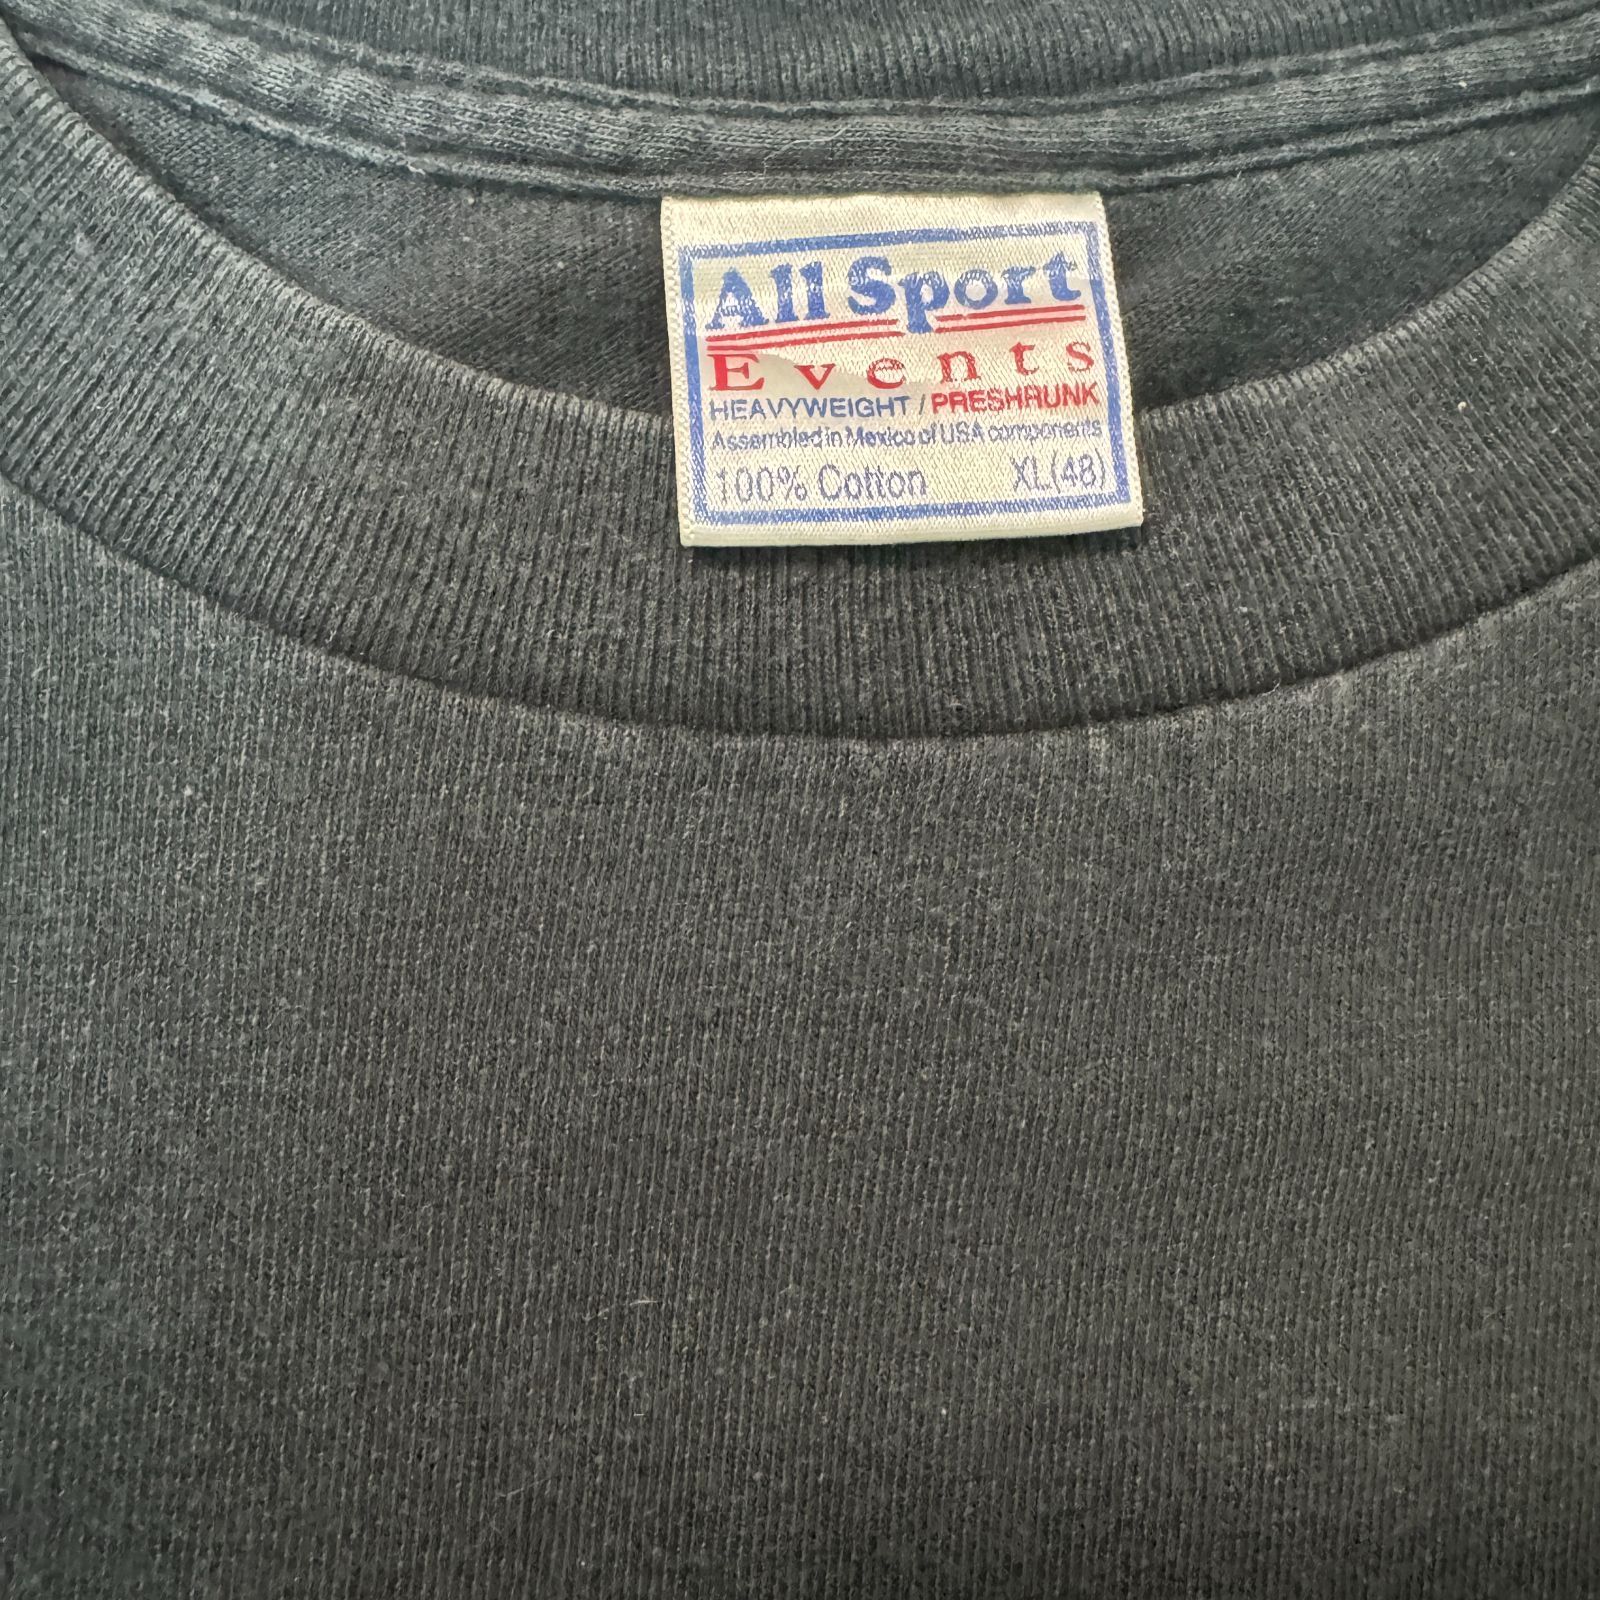 All Sport
Events
HEAVYWEIGHT / PRESHRUNK
Assembled in Mexico of USA components
100% Cotton XL(48)